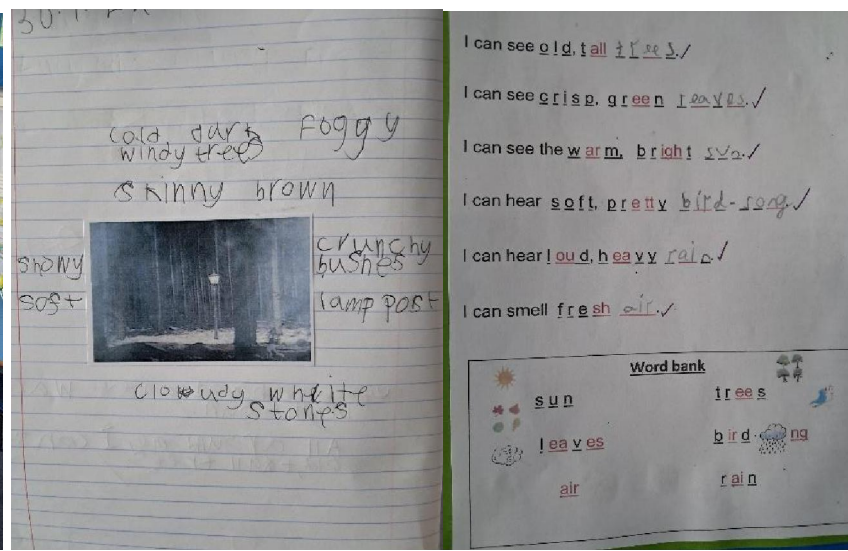 cold dark foggy
windy trees
skinny brown
snowy
soft
crunchy
bushes
lamp post
cloudy whrite
stones
I can see old, tall trees.
I can see crisp, green reaves.
I can see the warm, bright sun.
I can hear soft, pretty bird-song.
I can hear loud, heavy rain
I can smell fresh air.
Word bank
sun trees
leaves bird- ng
air rain